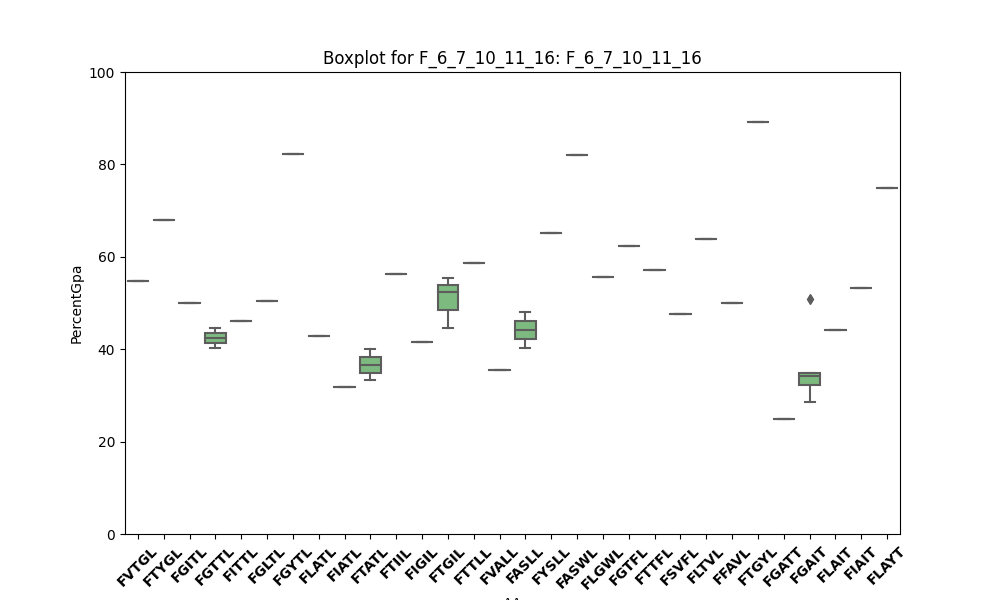 Boxplot for F_6_7_10_11_16: F_6_7_10_11_16
100
80
60
40
20
0
PercentGpa
FVTGL FTYGL FGITL FGTTL FITTL FGLTL FGYTL FLATL FIATL FTATL FTIIL FIGIL FTGIL FTTLL FVALL FASLL FYSLL FASWL FLGWL FGTFL FTTFL FSVFL FLTVL FFAVL FTGYL FGATT FGAIT FLAIT FIAIT FLAYT